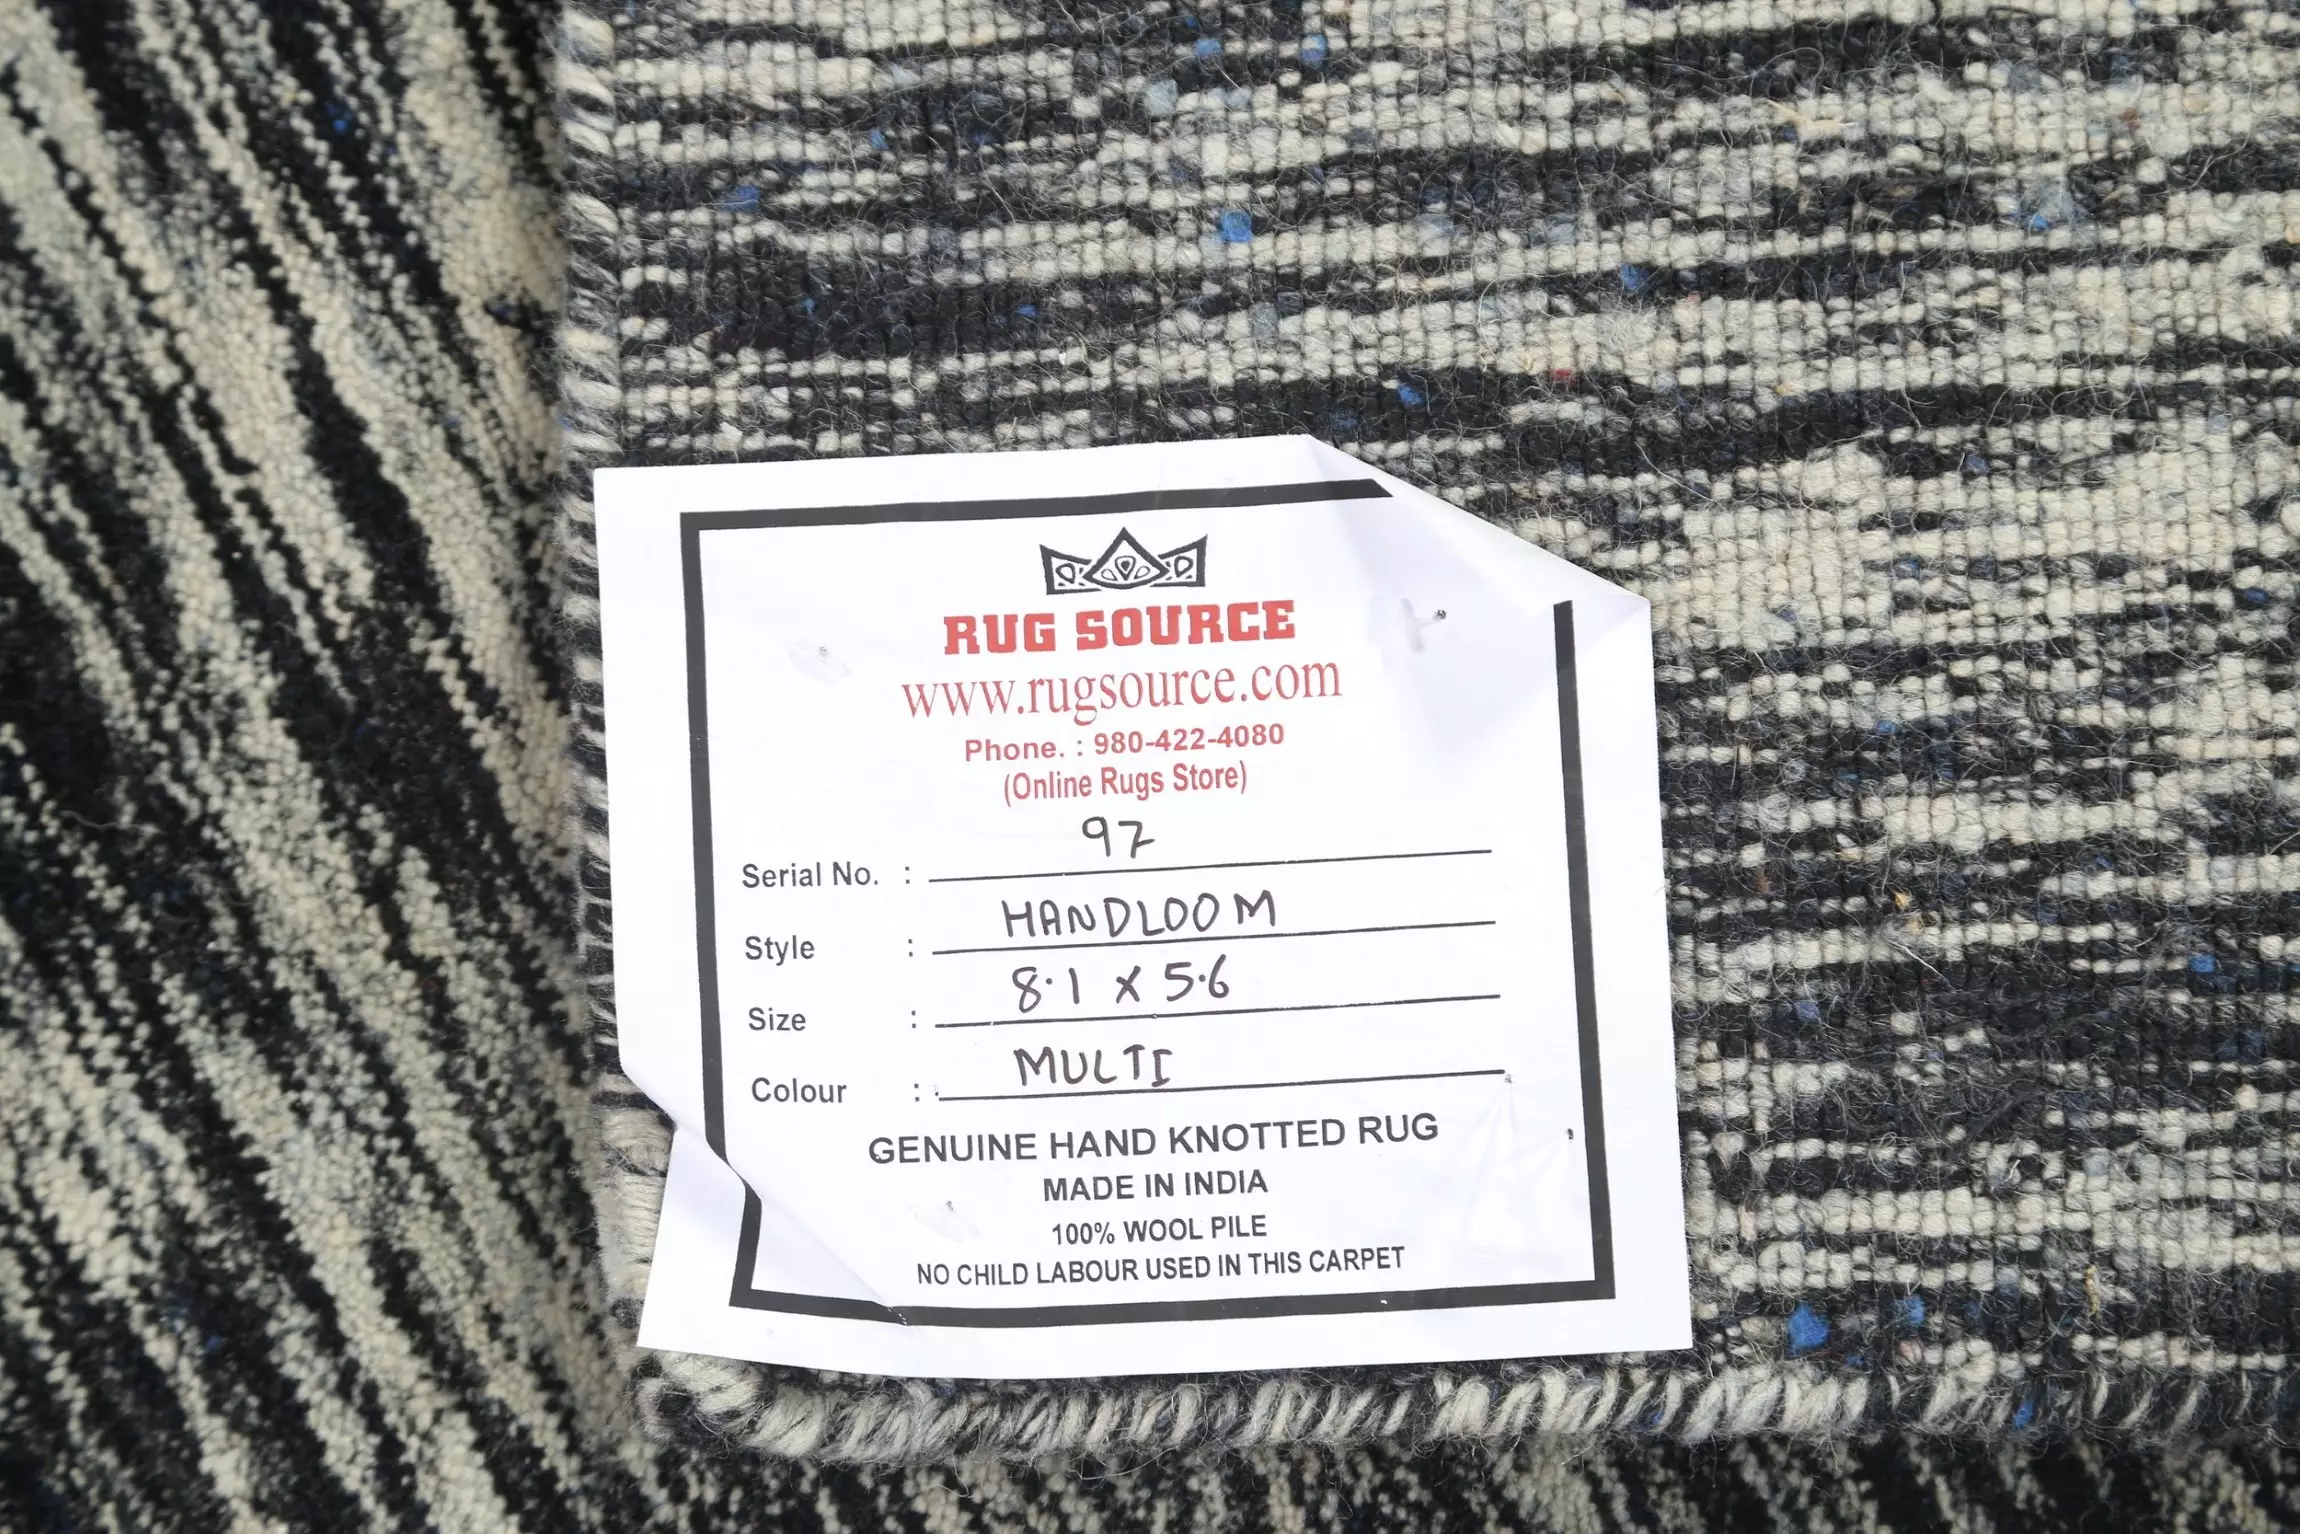 RUG SOURCE
www.rugsource.com
Phone. : 980-422-4080
(Online Rugs Store)
Serial No. : 97
Style : HANDLOOM
Size : 8.1 x 5.6
Colour : MULTI
GENUINE HAND KNOTTED RUG
MADE IN INDIA
100% WOOL PILE
NO CHILD LABOUR USED IN THIS CARPET